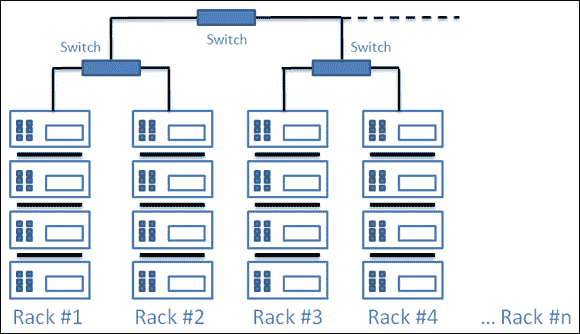 Switch
Switch
Switch
Rack #1
Rack #2
Rack #3
Rack #4
... Rack #n